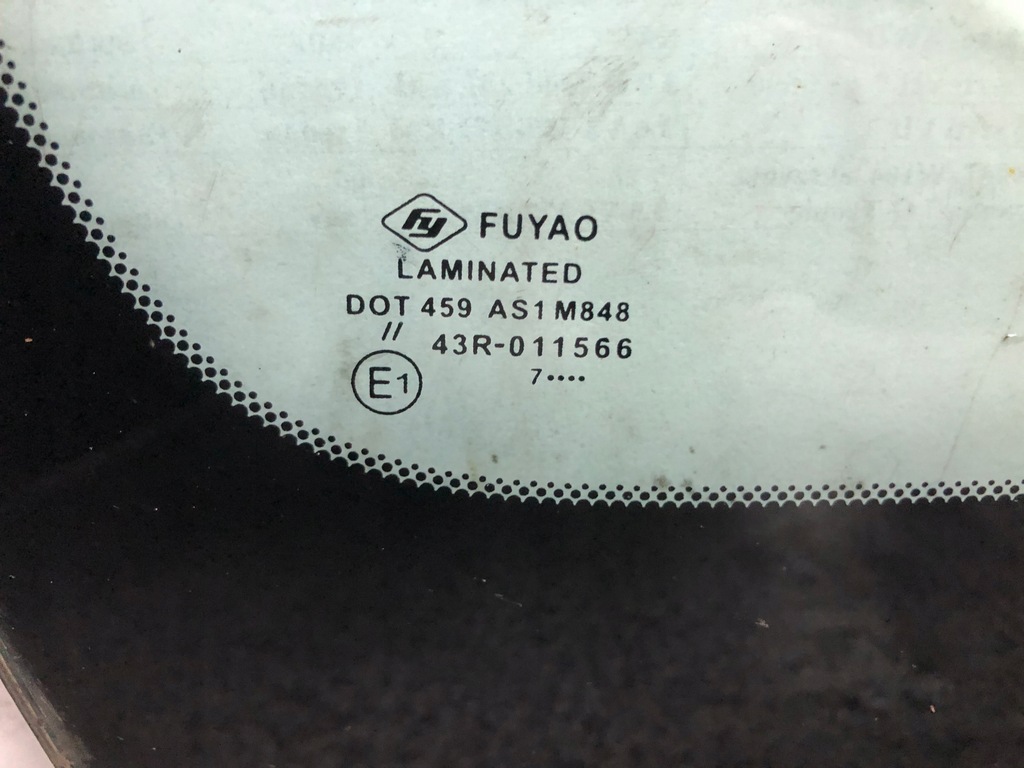 Fy FUYAO
LAMINATED
DOT 459 AS1 M848
// 43R-011566
E1 7••••